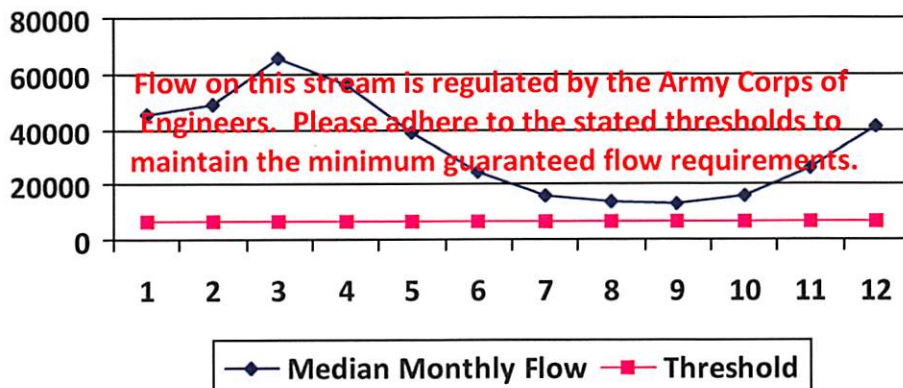 80000
60000
40000
20000
0
Flow on this stream is regulated by the Army Corps of
Engineers. Please adhere to the stated thresholds to
maintain the minimum guaranteed flow requirements.
1 2 3 4 5 6 7 8 9 10 11 12
Median Monthly Flow Threshold